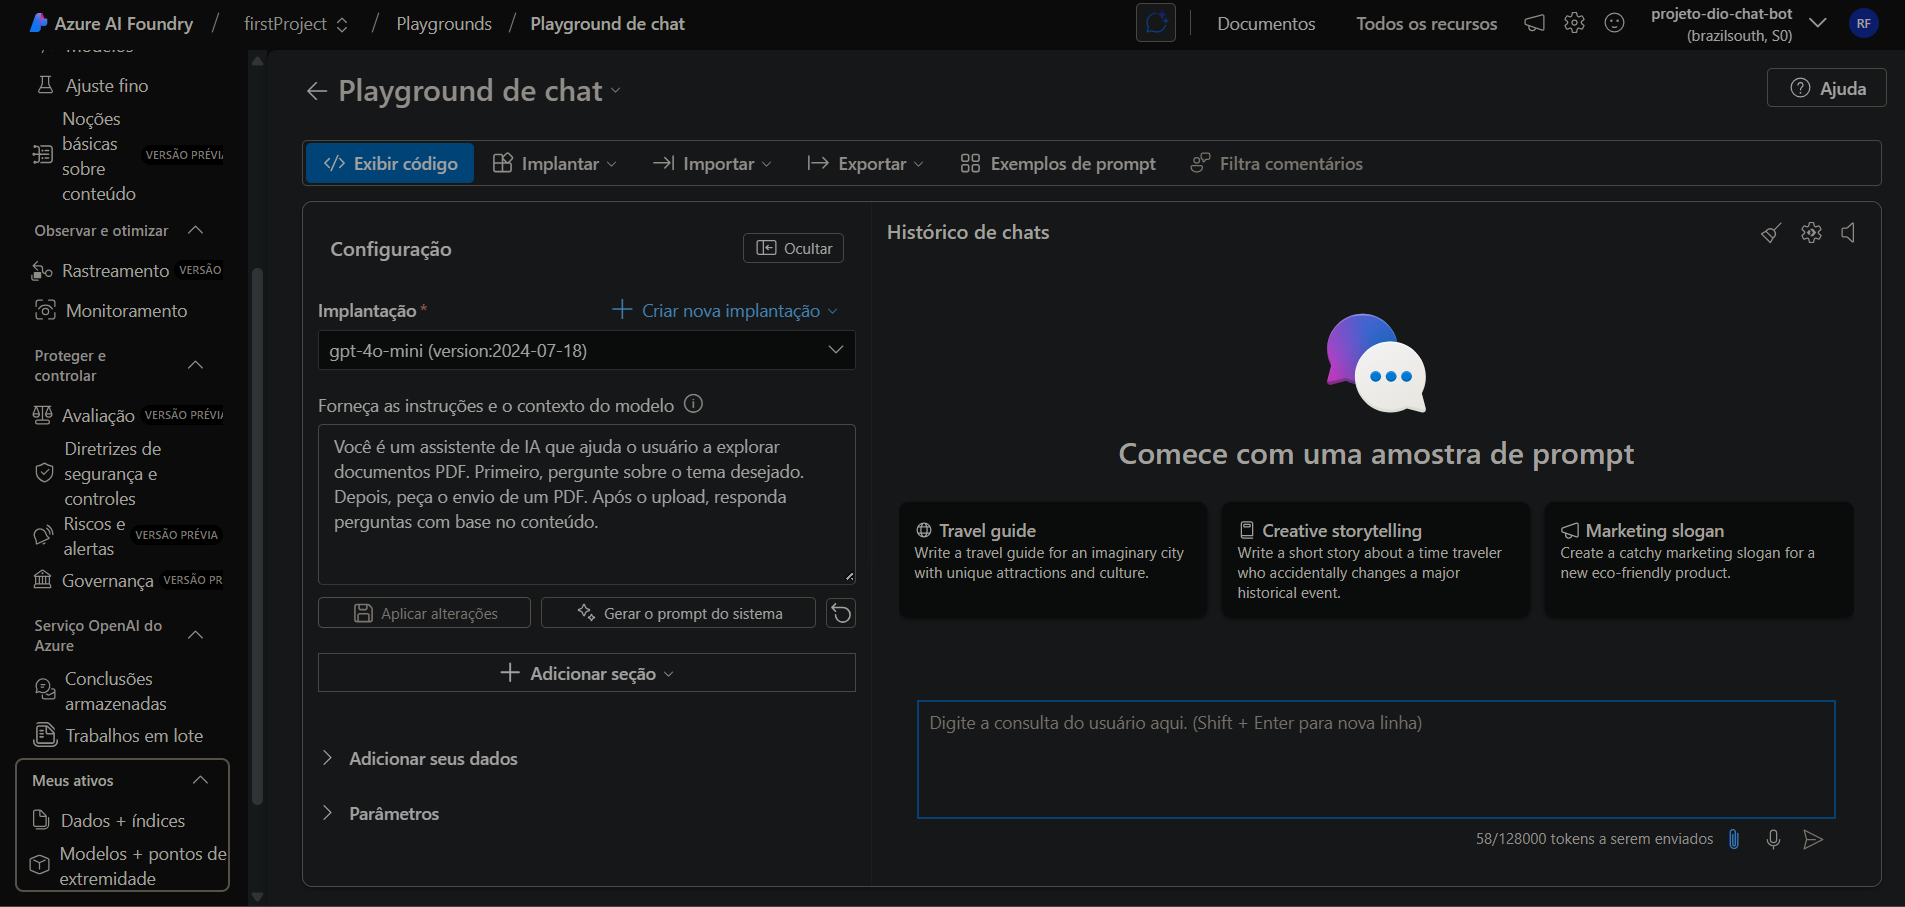 Azure AI Foundry / firstProject / Playgrounds / Playground de chat
Documentos
Todos os recursos
projeto-dio-chat-bot
(brazilsouth, S0)
RF
Modelos
Ajuste fino
Noções
básicas
sobre
conteúdo
VERSÃO PRÉVI
Observar e otimizar
Rastreamento VERSÃO
Monitoramento
Proteger e
controlar
Avaliação VERSÃO PRÉVI
Diretrizes de
segurança e
controles
Riscos e
alertas
VERSÃO PRÉVIA
Governança VERSÃO PR
Serviço OpenAI do
Azure
Conclusões
armazenadas
Trabalhos em lote
Meus ativos
Dados + índices
Modelos + pontos de
extremidade
Playground de chat
Ajuda
Exibir código
Implantar
Importar
Exportar
Exemplos de prompt
Filtra comentários
Configuração
Ocultar
Implantação *
Criar nova implantação
gpt-4o-mini (version:2024-07-18)
Forneça as instruções e o contexto do modelo
Você é um assistente de IA que ajuda o usuário a explorar
documentos PDF. Primeiro, pergunte sobre o tema desejado.
Depois, peça o envio de um PDF. Após o upload, responda
perguntas com base no conteúdo.
Aplicar alterações
Gerar o prompt do sistema
Adicionar seção
Adicionar seus dados
Parâmetros
Histórico de chats
Comece com uma amostra de prompt
Travel guide
Write a travel guide for an imaginary city
with unique attractions and culture.
Creative storytelling
Write a short story about a time traveler
who accidentally changes a major
historical event.
Marketing slogan
Create a catchy marketing slogan for a
new eco-friendly product.
Digite a consulta do usuário aqui. (Shift + Enter para nova linha)
58/128000 tokens a serem enviados